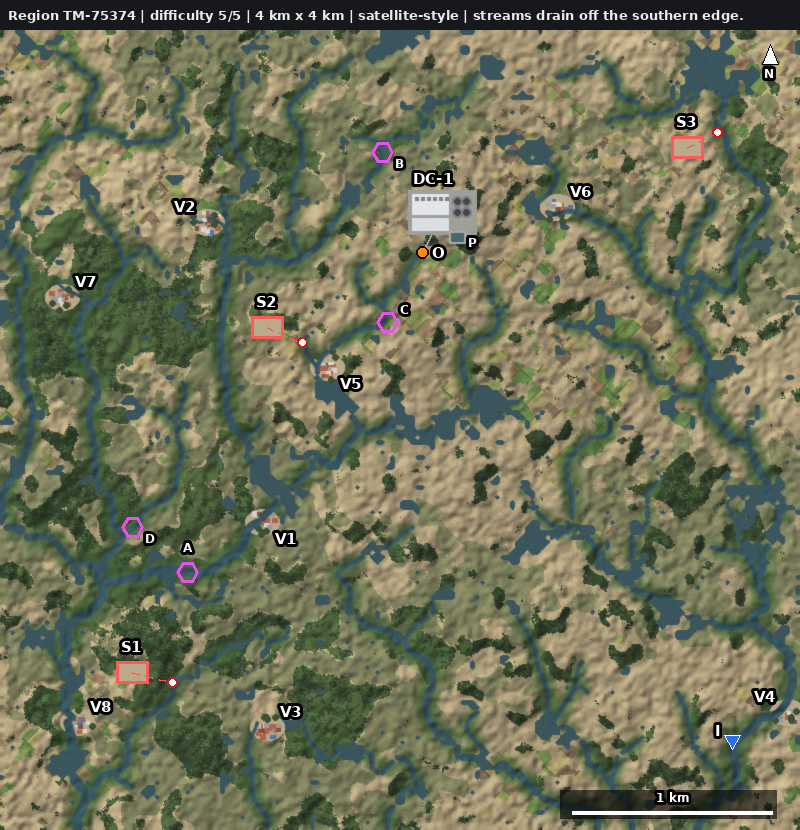 Region TM-75374 | difficulty 5/5 | 4 km x 4 km | satellite-style | streams drain off the southern edge.
N
S3
B
DC-1
V6
V2
P
O
V7
S2
C
V5
D
V1
A
S1
V4
V8
V3
I
1 km